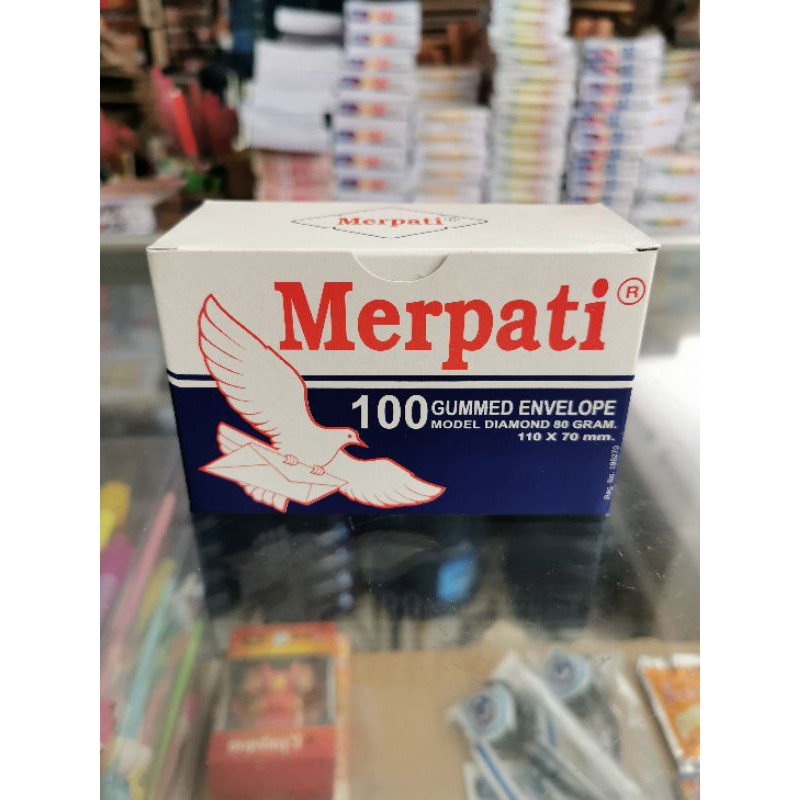 Merpati®
Merpati®
100 GUMMED ENVELOPE
MODEL DIAMOND 80 GRAM.
110 X 70 mm.